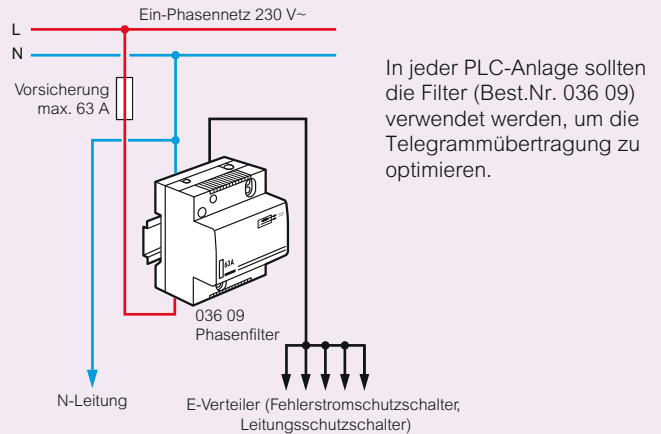 Ein-Phasennetz 230 V~
L
N
Vorsicherung
max. 63 A
In jeder PLC-Anlage sollten
die Filter (Best.Nr. 036 09)
verwendet werden, um die
Telegrammübertragung zu
optimieren.
63A
036 09
Phasenfilter
N-Leitung
E-Verteiler (Fehlerstromschutzschalter,
Leitungsschutzschalter)